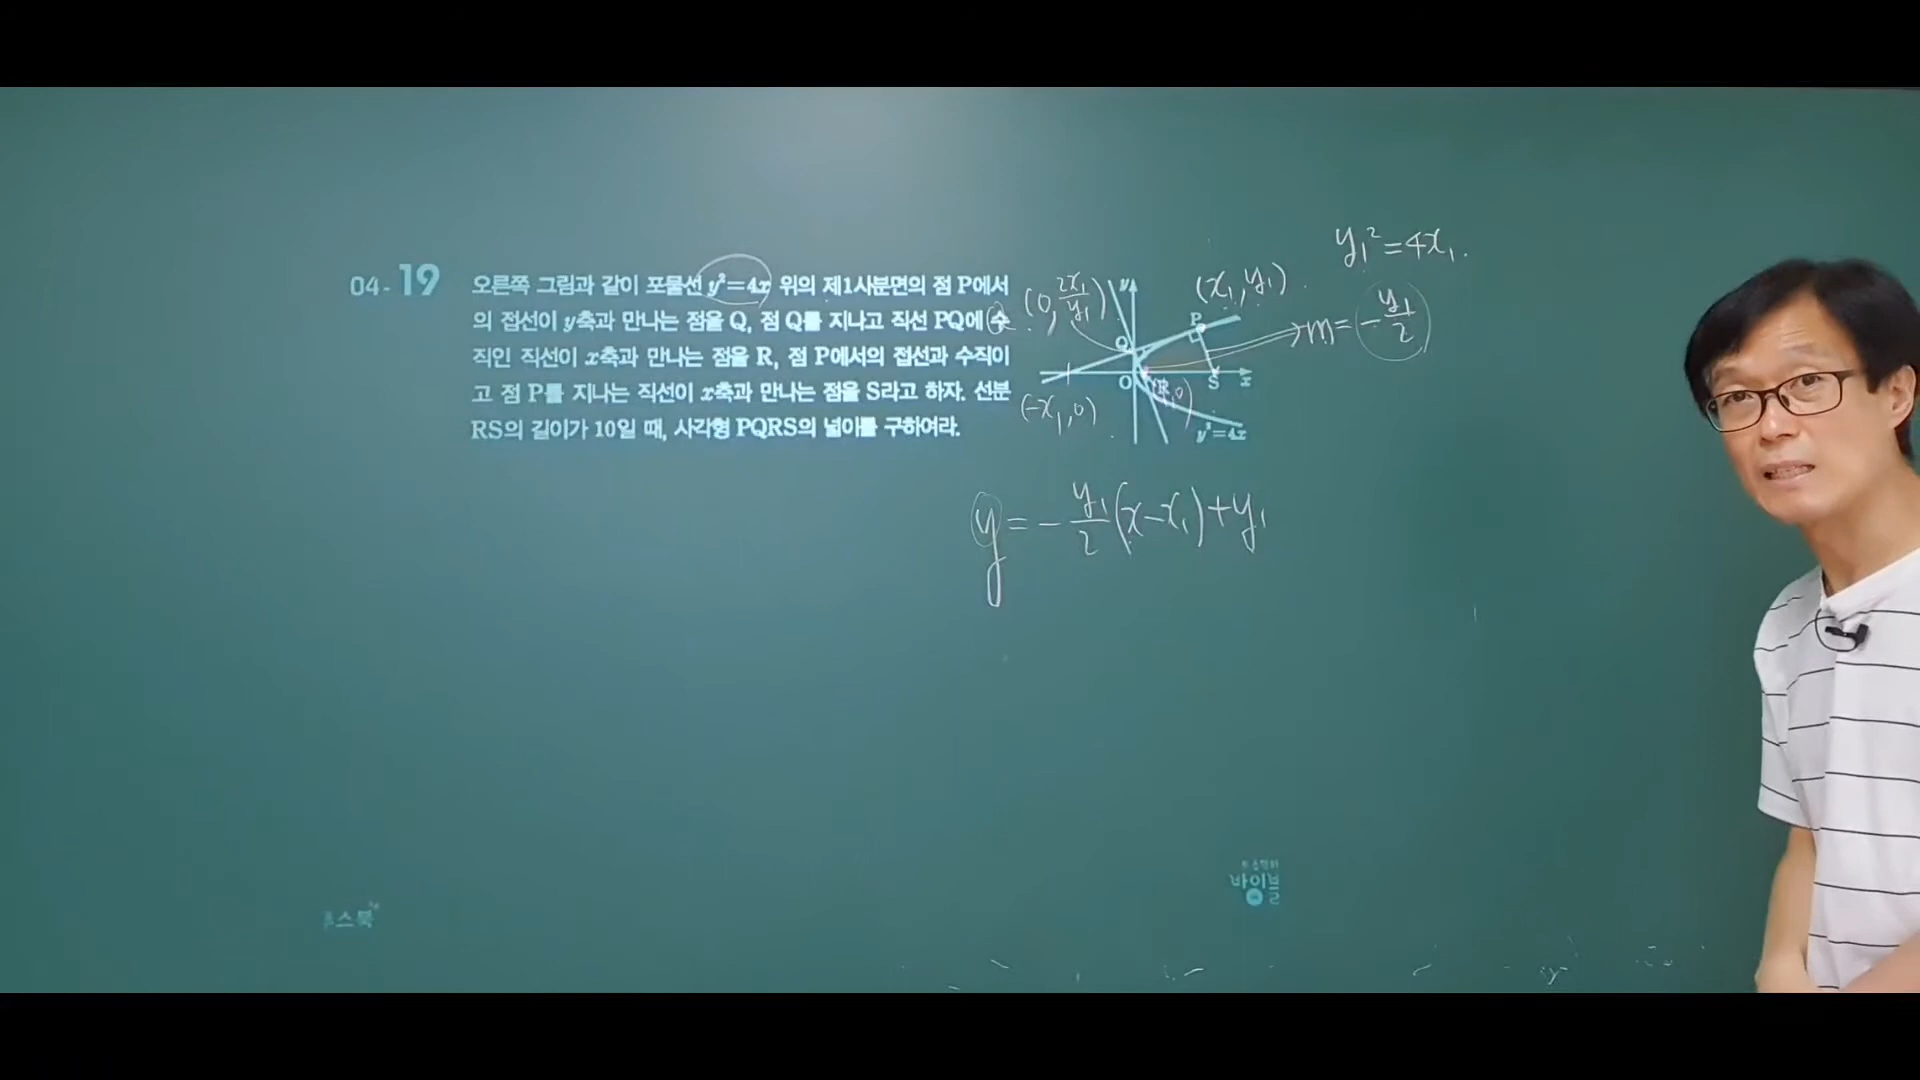 04-19
오른쪽 그림과 같이 포물선 y²=4x 위의 제1사분면의 점 P에서
의 접선이 y축과 만나는 점을 Q, 점 Q를 지나고 직선 PQ에 수
직인 직선이 x축과 만나는 점을 R, 점 P에서의 접선과 수직이
고 점 P를 지나는 직선이 x축과 만나는 점을 S라고 하자. 선분
RS의 길이가 10일 때, 사각형 PQRS의 넓이를 구하여라.
y₁²=4x₁.
(x₁, y₁)
(0, 2x₁/y₁)
y
P
m=-y₁/2
Q
O
S
x
(-x₁, 0)
y²=4x
y=-y₁/2(x-x₁)+y₁
바이블
스북